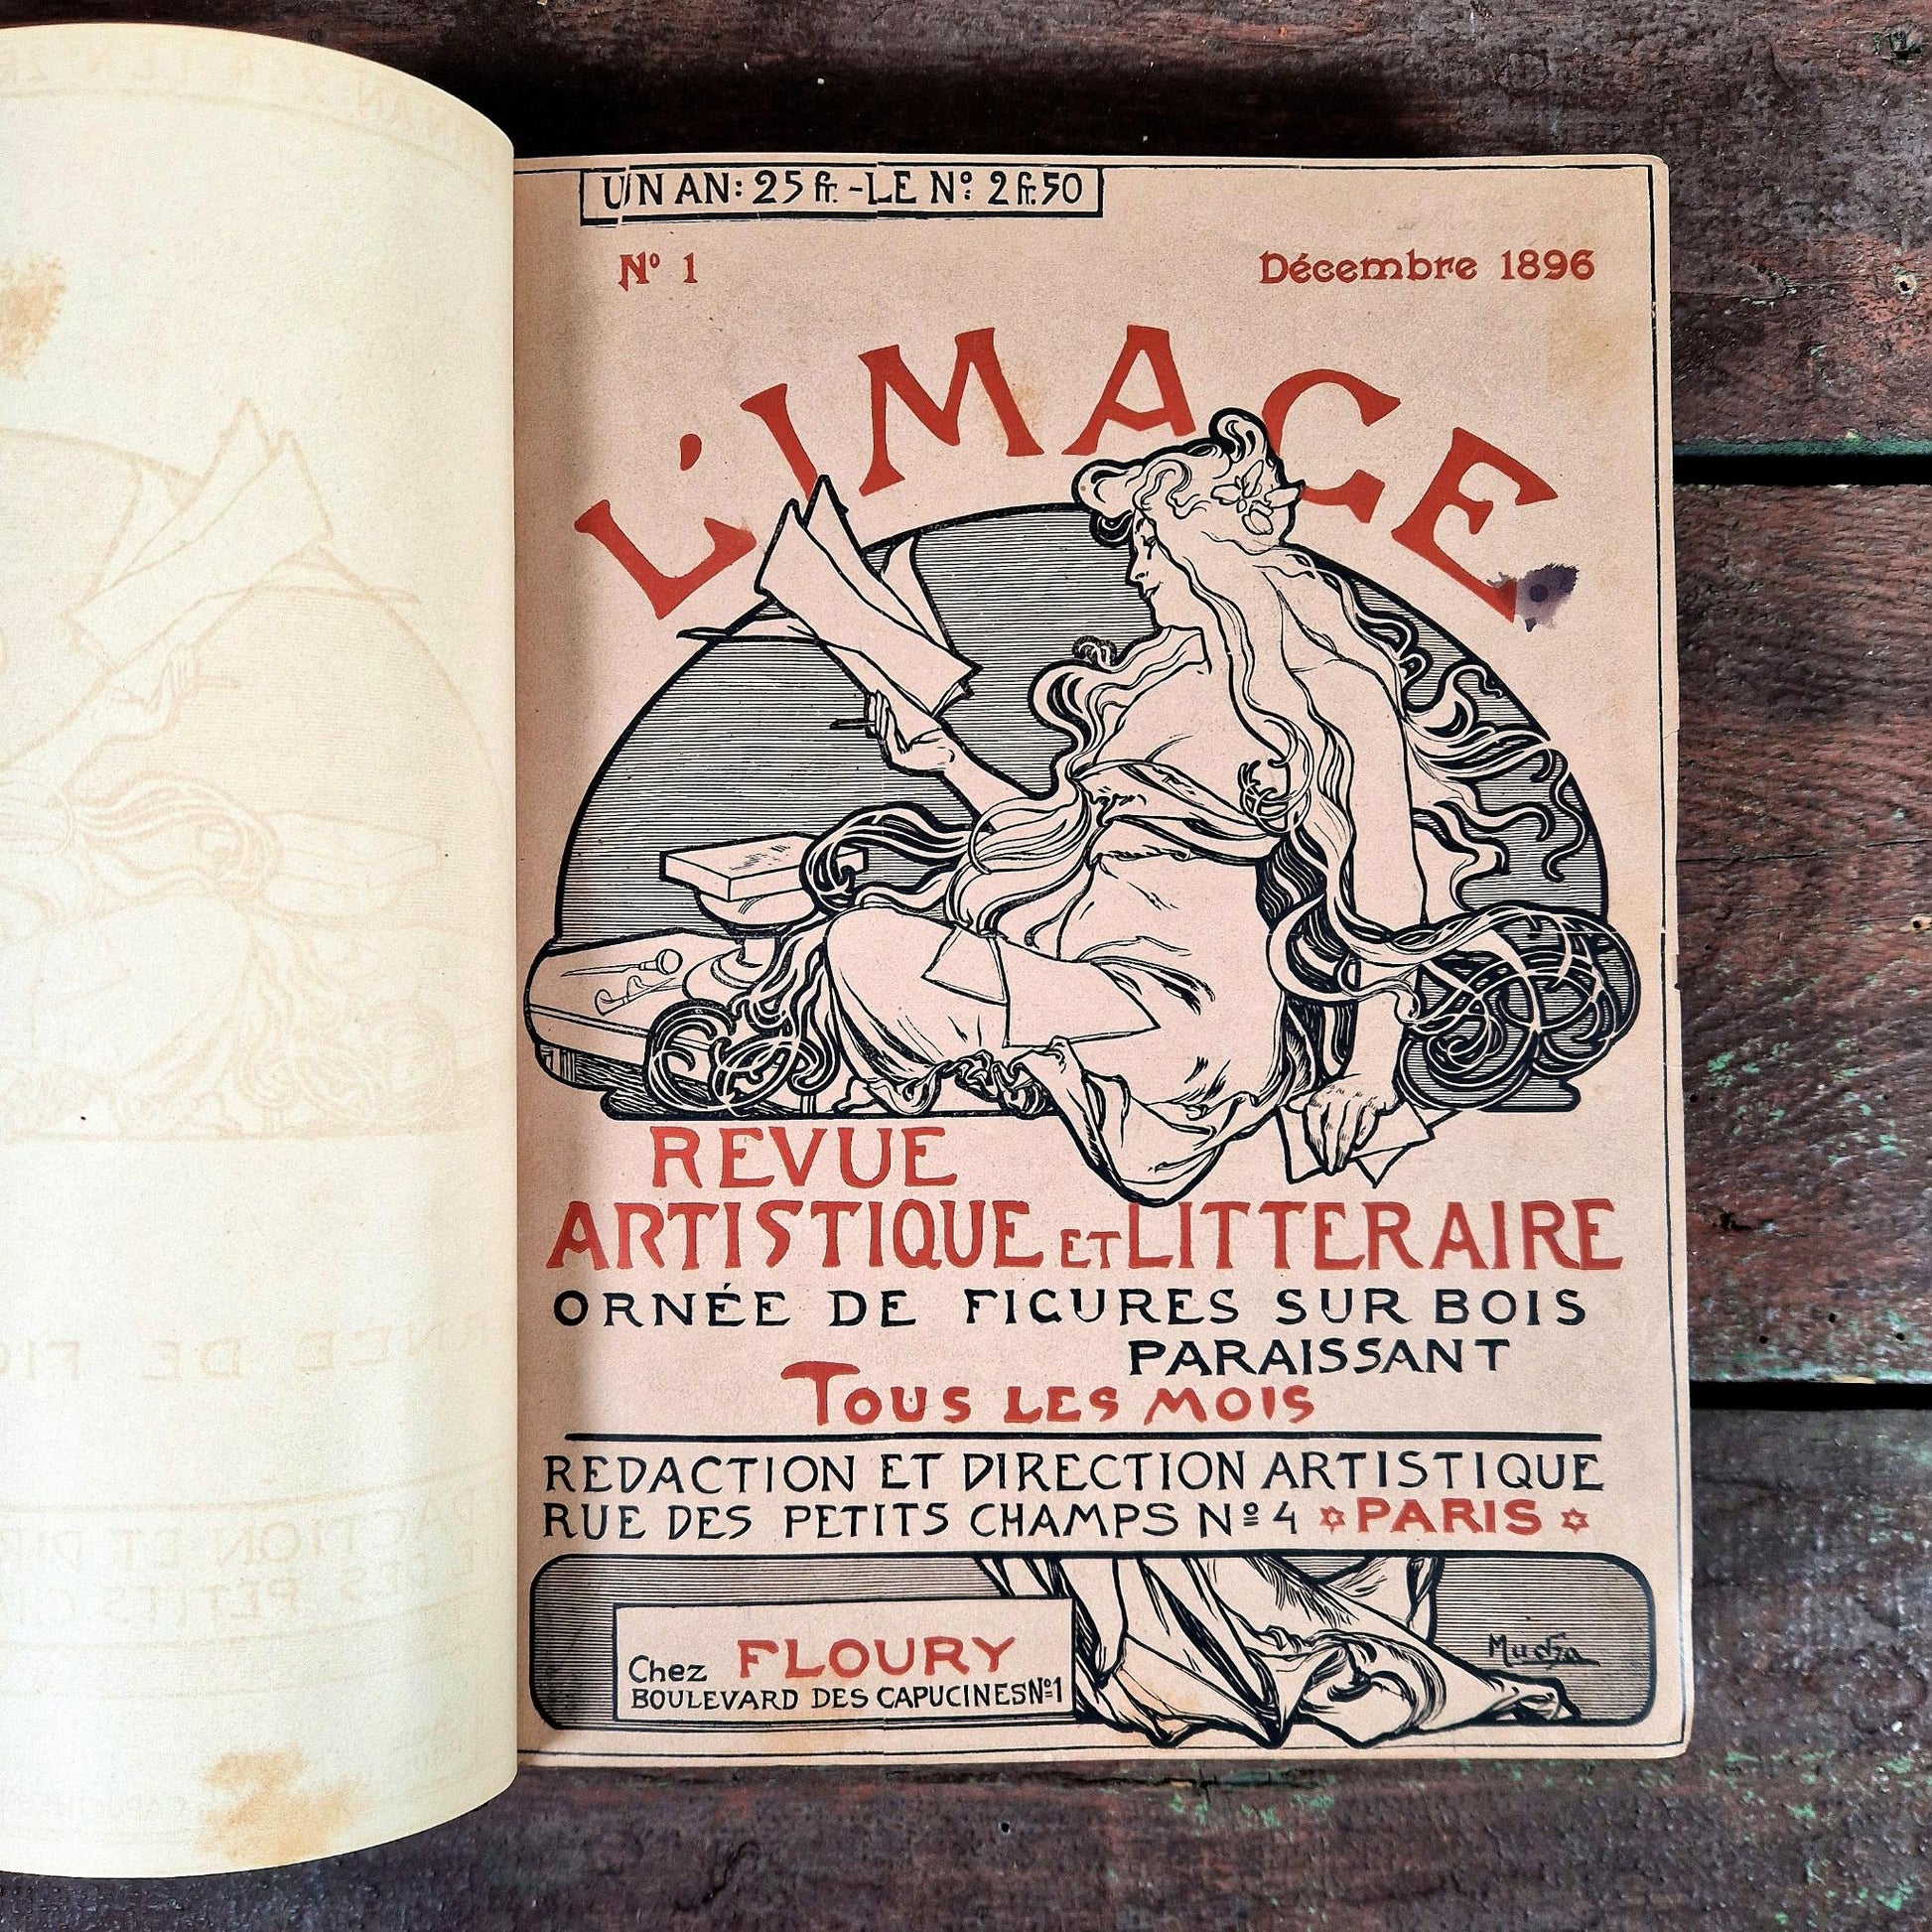 UN AN: 25 fr. - LE Nº 2 fr. 50
Nº 1
Décembre 1896
L'IMAGE
REVUE
ARTISTIQUE ET LITTERAIRE
ORNÉE DE FIGURES SUR BOIS
PARAISSANT
TOUS LES MOIS
REDACTION ET DIRECTION ARTISTIQUE
RUE DES PETITS CHAMPS Nº 4 ✡ PARIS ✡
Chez FLOURY
BOULEVARD DES CAPUCINES Nº 1
Mucha